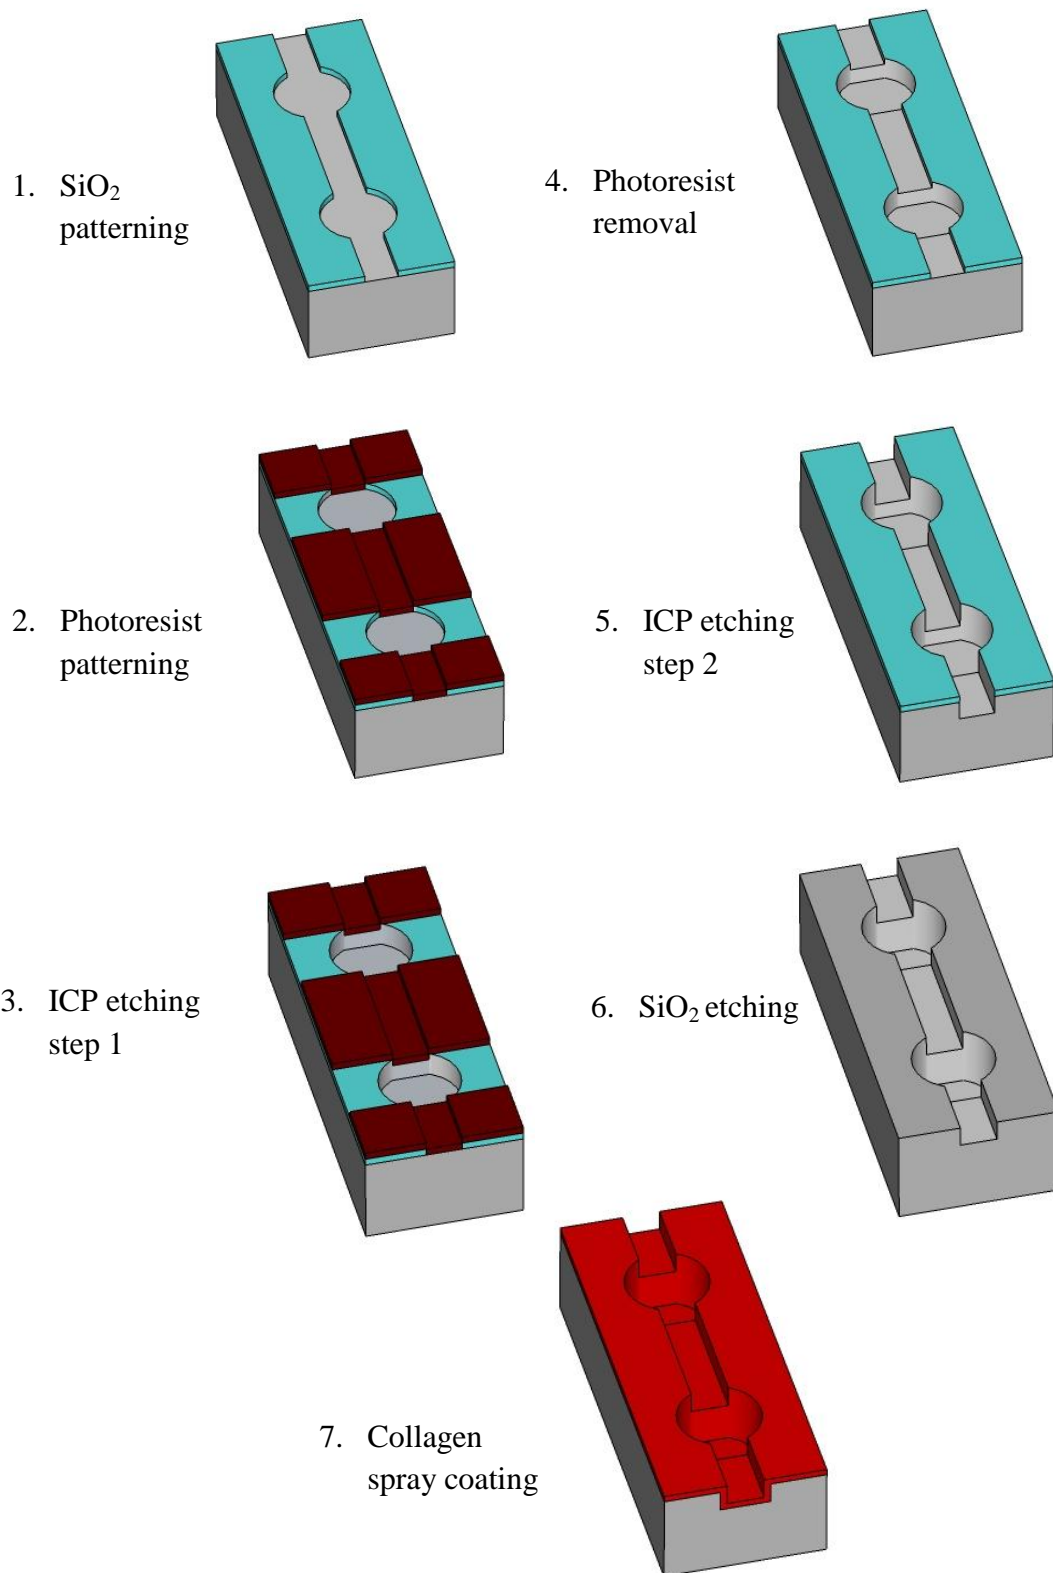 1. SiO₂
patterning
2. Photoresist
patterning
3. ICP etching
step 1
4. Photoresist
removal
5. ICP etching
step 2
6. SiO₂ etching
7. Collagen
spray coating